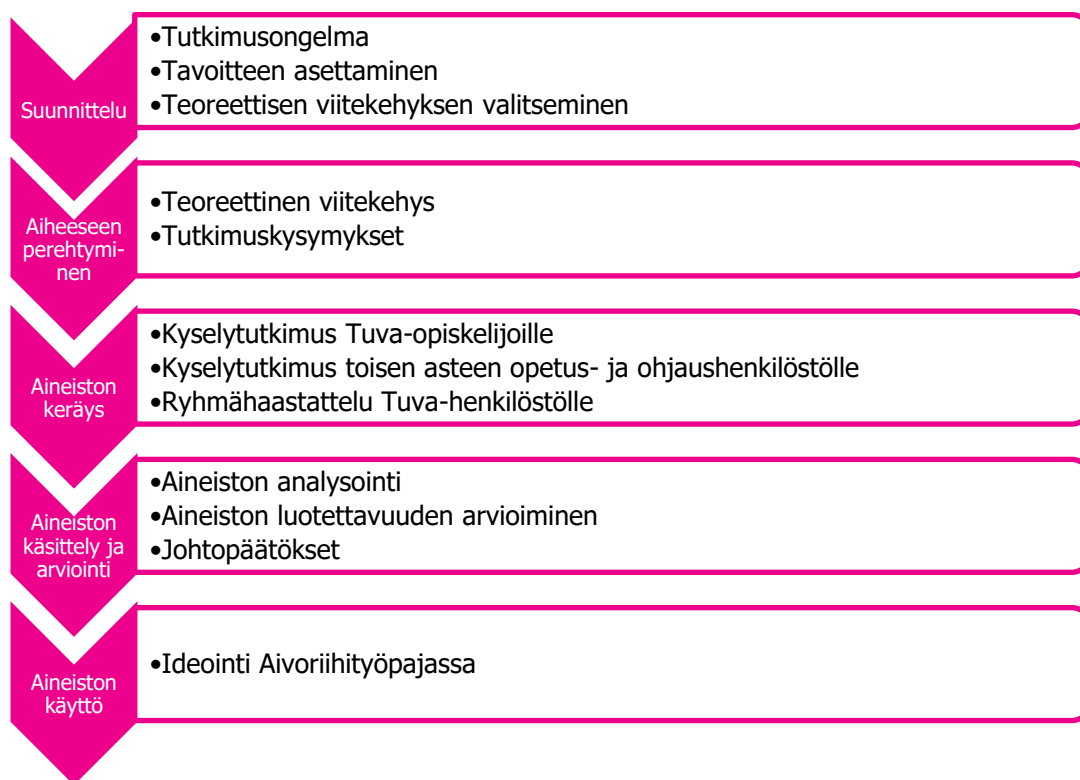 Suunnittelu
•Tutkimusongelma
•Tavoitteen asettaminen
•Teoreettisen viitekehyksen valitseminen
Aiheeseen
perehtymi-
nen
•Teoreettinen viitekehys
•Tutkimuskysymykset
Aineiston
keräys
•Kyselytutkimus Tuva-opiskelijoille
•Kyselytutkimus toisen asteen opetus- ja ohjaushenkilöstölle
•Ryhmähaastattelu Tuva-henkilöstölle
Aineiston
käsittely ja
arviointi
•Aineiston analysointi
•Aineiston luotettavuuden arvioiminen
•Johtopäätökset
Aineiston
käyttö
•Ideointi Aivoriihityöpajassa